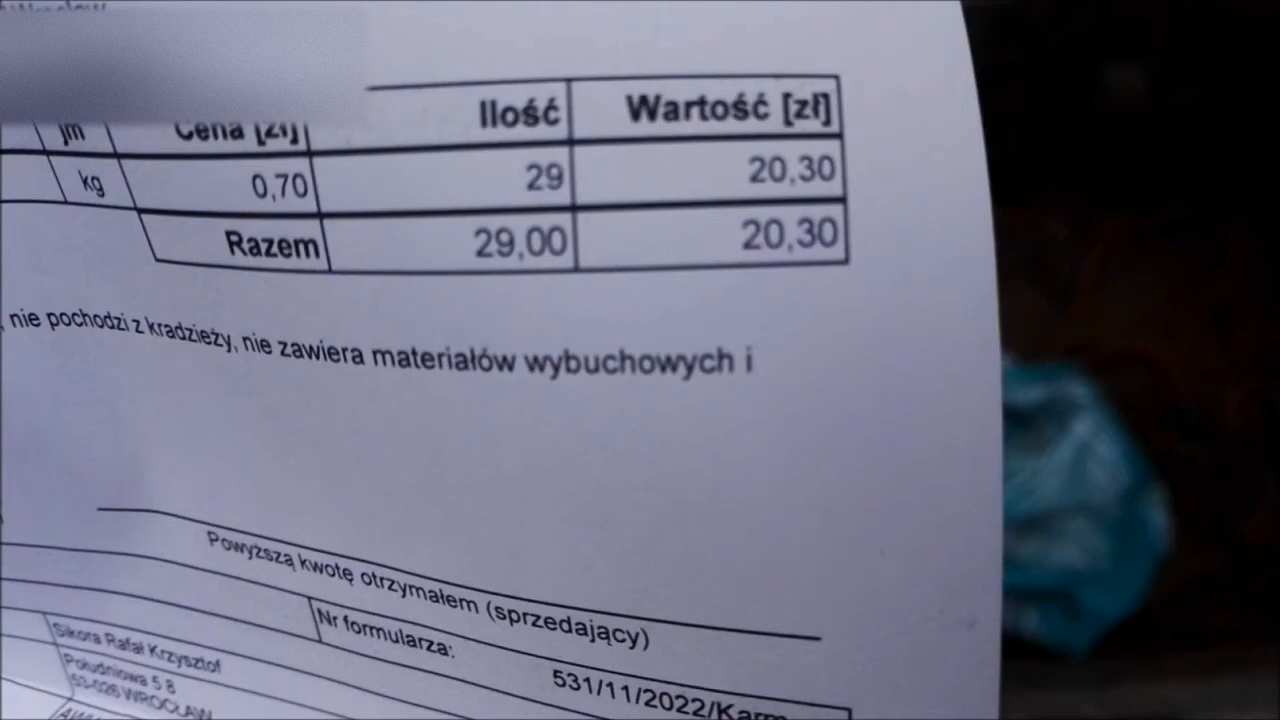 Ilość Wartość [zł]
jm Cena [zł]
kg 0,70 29 20,30
Razem 29,00 20,30
, nie pochodzi z kradzieży, nie zawiera materiałów wybuchowych i
Powyższą kwotę otrzymałem (sprzedający)
Nr formularza:
531/11/2022/Karm
Sikora Rafał Krzysztof
Południowa 5 8
53-026 WROCŁAW